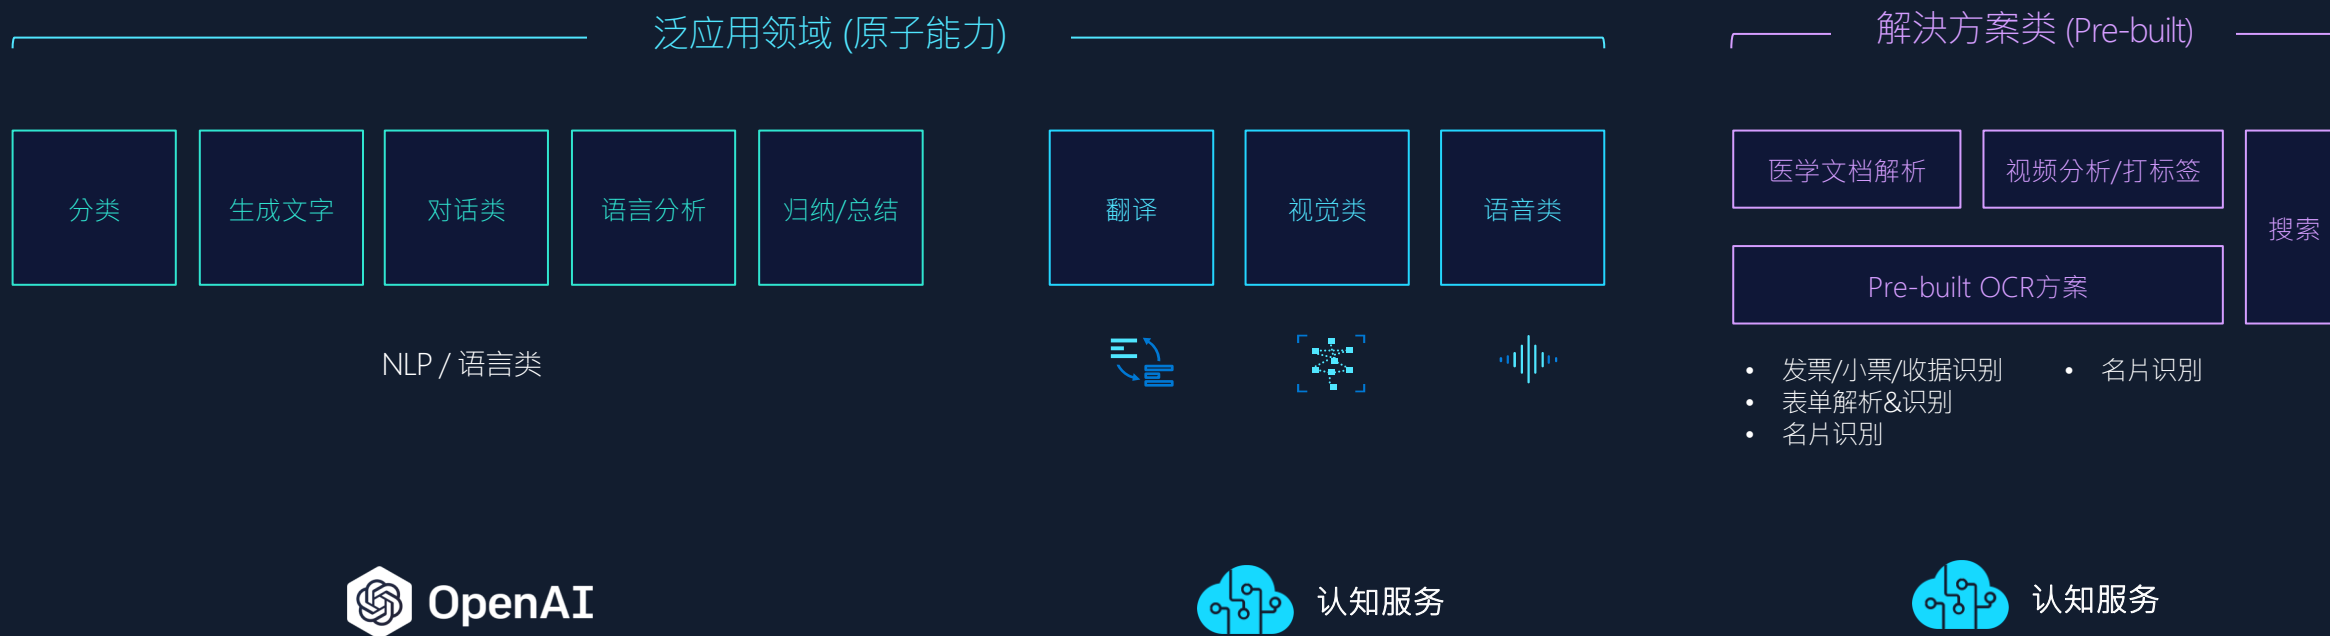 泛应用领域 (原子能力)
解决方案类 (Pre-built)
分类
生成文字
对话类
语言分析
归纳/总结
翻译
视觉类
语音类
医学文档解析
视频分析/打标签
搜索
Pre-built OCR方案
NLP / 语言类
• 发票/小票/收据识别
• 表单解析&识别
• 名片识别
• 名片识别
OpenAI
认知服务
认知服务